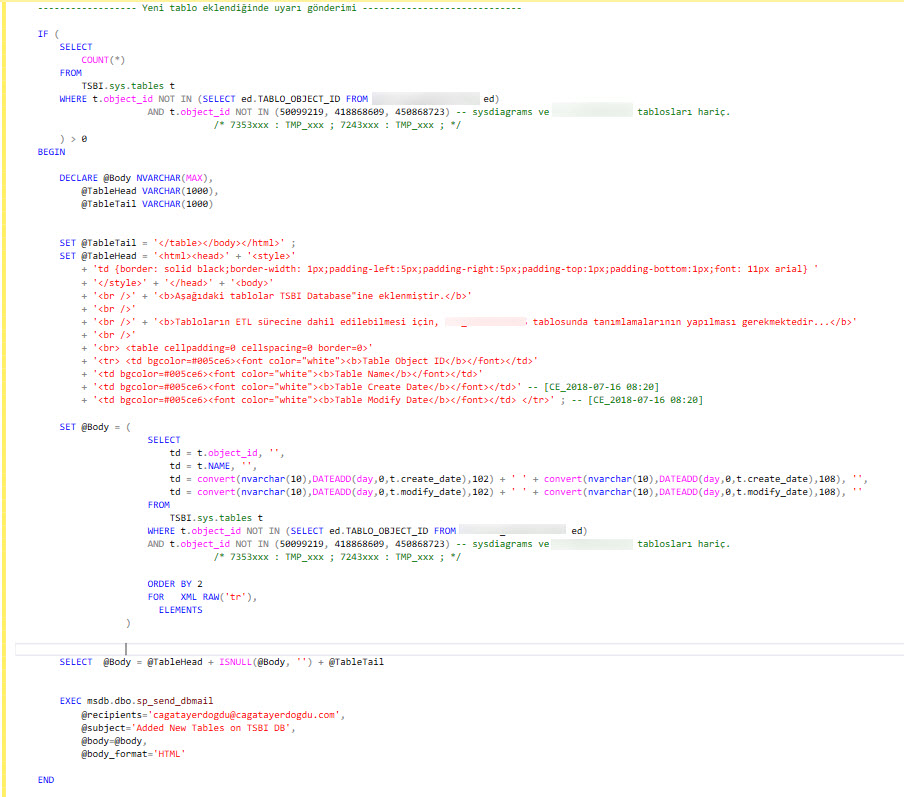 ------------------ Yeni tablo eklendiğinde uyarı gönderimi -----------------------------
IF (
SELECT
COUNT(*)
FROM
TSBI.sys.tables t
WHERE t.object_id NOT IN (SELECT ed.TABLO_OBJECT_ID FROM ed)
AND t.object_id NOT IN (50099219, 418868609, 450868723) -- sysdiagrams ve tablosları hariç.
/* 7353xxx : TMP_xxx ; 7243xxx : TMP_xxx ; */
) > 0
BEGIN
DECLARE @Body NVARCHAR(MAX),
@TableHead VARCHAR(1000),
@TableTail VARCHAR(1000)
SET @TableTail = '</table></body></html>' ;
SET @TableHead = '<html><head>' + '<style>'
+ 'td {border: solid black;border-width: 1px;padding-left:5px;padding-right:5px;padding-top:1px;padding-bottom:1px;font: 11px arial} '
+ '</style>' + '</head>' + '<body>'
+ '<br />' + '<b>Aşağıdaki tablolar TSBI Database"ine eklenmiştir.</b>'
+ '<br />'
+ '<br />' + '<b>Tabloların ETL sürecine dahil edilebilmesi için, tablosunda tanımlamalarının yapılması gerekmektedir...</b>'
+ '<br />'
+ '<br> <table cellpadding=0 cellspacing=0 border=0>'
+ '<tr> <td bgcolor=#005ce6><font color="white"><b>Table Object ID</b></font></td>'
+ '<td bgcolor=#005ce6><font color="white"><b>Table Name</b></font></td>'
+ '<td bgcolor=#005ce6><font color="white"><b>Table Create Date</b></font></td>' -- [CE_2018-07-16 08:20]
+ '<td bgcolor=#005ce6><font color="white"><b>Table Modify Date</b></font></td> </tr>' ; -- [CE_2018-07-16 08:20]
SET @Body = (
SELECT
td = t.object_id, '',
td = t.NAME, '',
td = convert(nvarchar(10),DATEADD(day,0,t.create_date),102) + ' ' + convert(nvarchar(10),DATEADD(day,0,t.create_date),108), '',
td = convert(nvarchar(10),DATEADD(day,0,t.modify_date),102) + ' ' + convert(nvarchar(10),DATEADD(day,0,t.modify_date),108), ''
FROM
TSBI.sys.tables t
WHERE t.object_id NOT IN (SELECT ed.TABLO_OBJECT_ID FROM ed)
AND t.object_id NOT IN (50099219, 418868609, 450868723) -- sysdiagrams ve tablosları hariç.
/* 7353xxx : TMP_xxx ; 7243xxx : TMP_xxx ; */
ORDER BY 2
FOR XML RAW('tr'),
ELEMENTS
)
SELECT @Body = @TableHead + ISNULL(@Body, '') + @TableTail
EXEC msdb.dbo.sp_send_dbmail
@recipients='cagatayerdogdu@cagatayerdogdu.com',
@subject='Added New Tables on TSBI DB',
@body=@body,
@body_format='HTML'
END